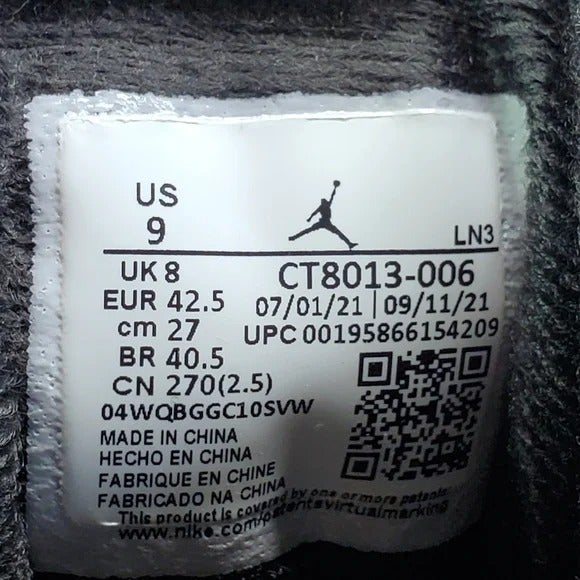 US
9
LN3
UK 8
EUR 42.5
cm 27
BR 40.5
CN 270(2.5)
CT8013-006
07/01/21 | 09/11/21
UPC 00195866154209
04WQBGGC10SVW
MADE IN CHINA
HECHO EN CHINA
FABRIQUE EN CHINE
FABRICADO NA CHINA
This product is covered by one or more patents.
www.nike.com/patentsvirtualmarking